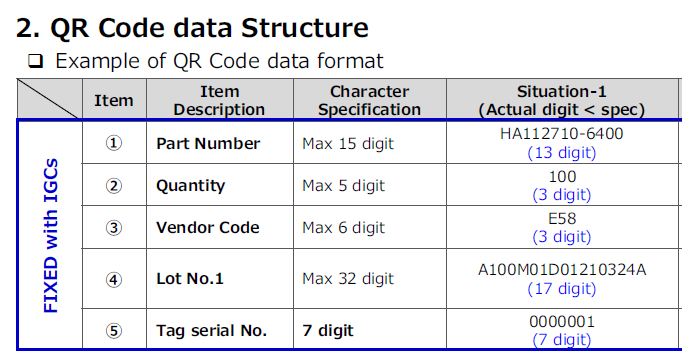 2. QR Code data Structure
❑ Example of QR Code data format
Item
Item Description
Character Specification
Situation-1 (Actual digit < spec)
FIXED with IGCs
① Part Number Max 15 digit HA112710-6400 (13 digit)
② Quantity Max 5 digit 100 (3 digit)
③ Vendor Code Max 6 digit E58 (3 digit)
④ Lot No.1 Max 32 digit A100M01D01210324A (17 digit)
⑤ Tag serial No. 7 digit 0000001 (7 digit)